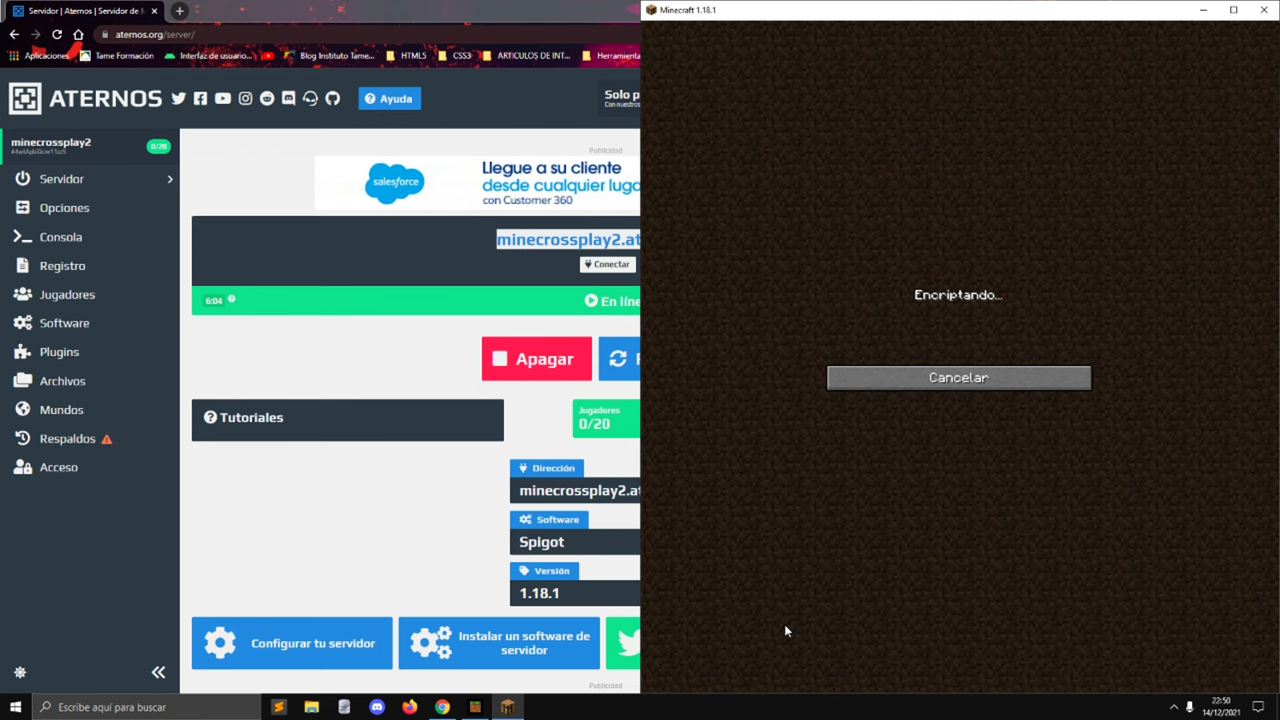 Servidor | Aternos | Servidor de
Minecraft 1.18.1
aternos.org/server/
Aplicaciones
Tame Formación
Interfaz de usuario...
Blog Instituto Tame...
HTML5
CSS3
ARTICULOS DE INT...
Herramienta
ATERNOS
Ayuda
Solo p
Con nuestros
minecrossplay2
0/20
Servidor
Opciones
Consola
Registro
Jugadores
Software
Plugins
Archivos
Mundos
Respaldos
Acceso
Publicidad
salesforce
Llegue a su cliente
desde cualquier luga
con Customer 360
minecrossplay2.at
Conectar
6:04
En líne
Apagar
Tutoriales
Jugadores
0/20
Dirección
minecrossplay2.at
Software
Spigot
Versión
1.18.1
Configurar tu servidor
Instalar un software de
servidor
Publicidad
Encriptando...
Cancelar
Escribe aquí para buscar
22:50
14/12/2021